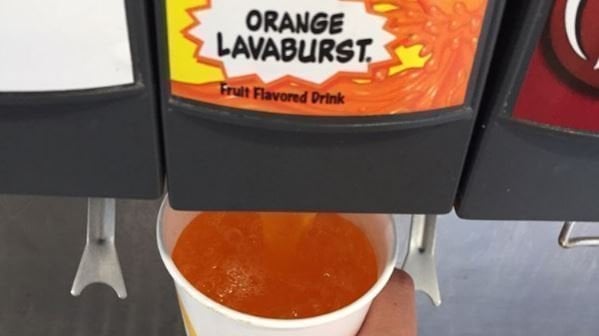 ORANGE
LAVABURST.
Fruit Flavored Drink